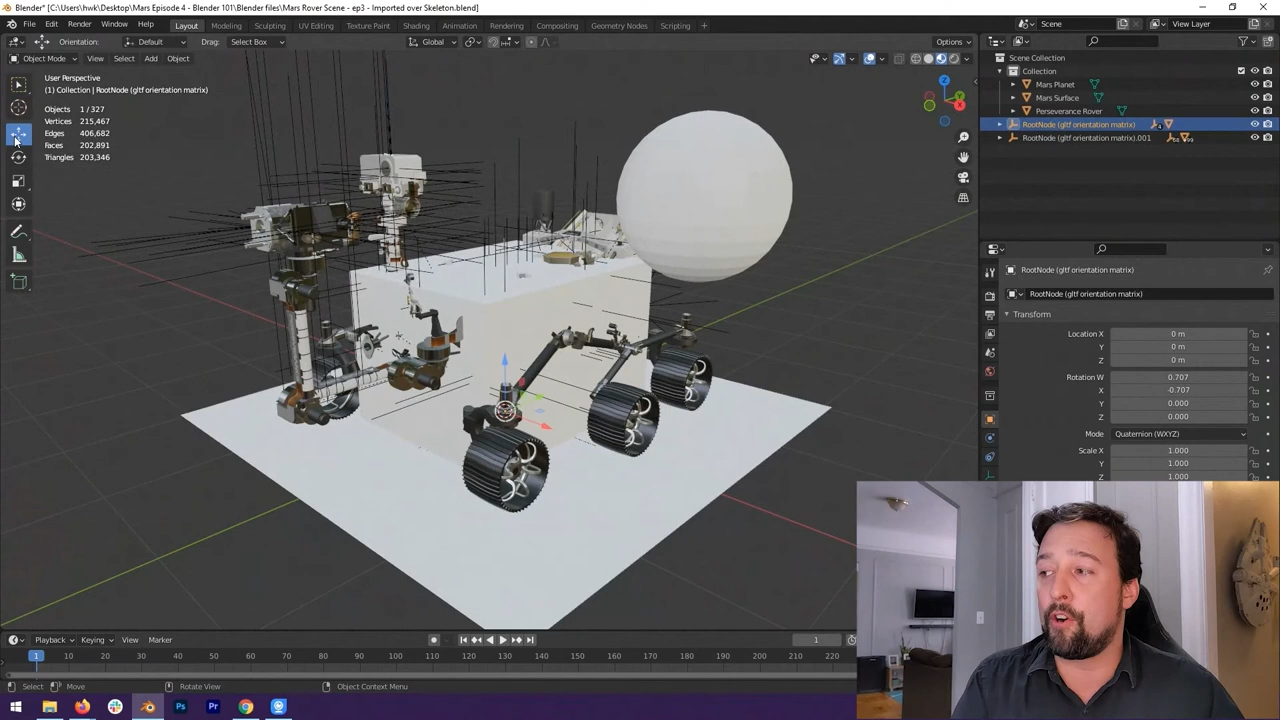 Blender* [C:\Users\hwk\Desktop\Mars Episode 4 - Blender 101\Blender files\Mars Rover Scene - ep3 - Imported over Skeleton.blend]
File Edit Render Window Help Layout Modeling Sculpting UV Editing Texture Paint Shading Animation Rendering Compositing Geometry Nodes Scripting Scene View Layer
Orientation: Default Drag: Select Box Global Options
Object Mode View Select Add Object
User Perspective
(1) Collection | RootNode (gltf orientation matrix)
Objects 1 / 327
Vertices 215,467
Edges 406,682
Faces 202,891
Triangles 203,346
Z
Y
X
Scene Collection
Collection
Mars Planet
Mars Surface
Perseverance Rover
RootNode (gltf orientation matrix)
RootNode (gltf orientation matrix).001
RootNode (gltf orientation matrix)
RootNode (gltf orientation matrix)
Transform
Location X 0 m
Y 0 m
Z 0 m
Rotation W 0.707
X -0.707
Y 0.000
Z 0.000
Mode Quaternion (WXYZ)
Scale X 1.000
Y 1.000
Z 1.000
Playback Keying View Marker 1
1 10 20 30 40 50 60 70 80 90 100 110 120 130 140 150 160 170 180 190 200 210 220
Select Move Rotate View Object Context Menu
Ps Pr